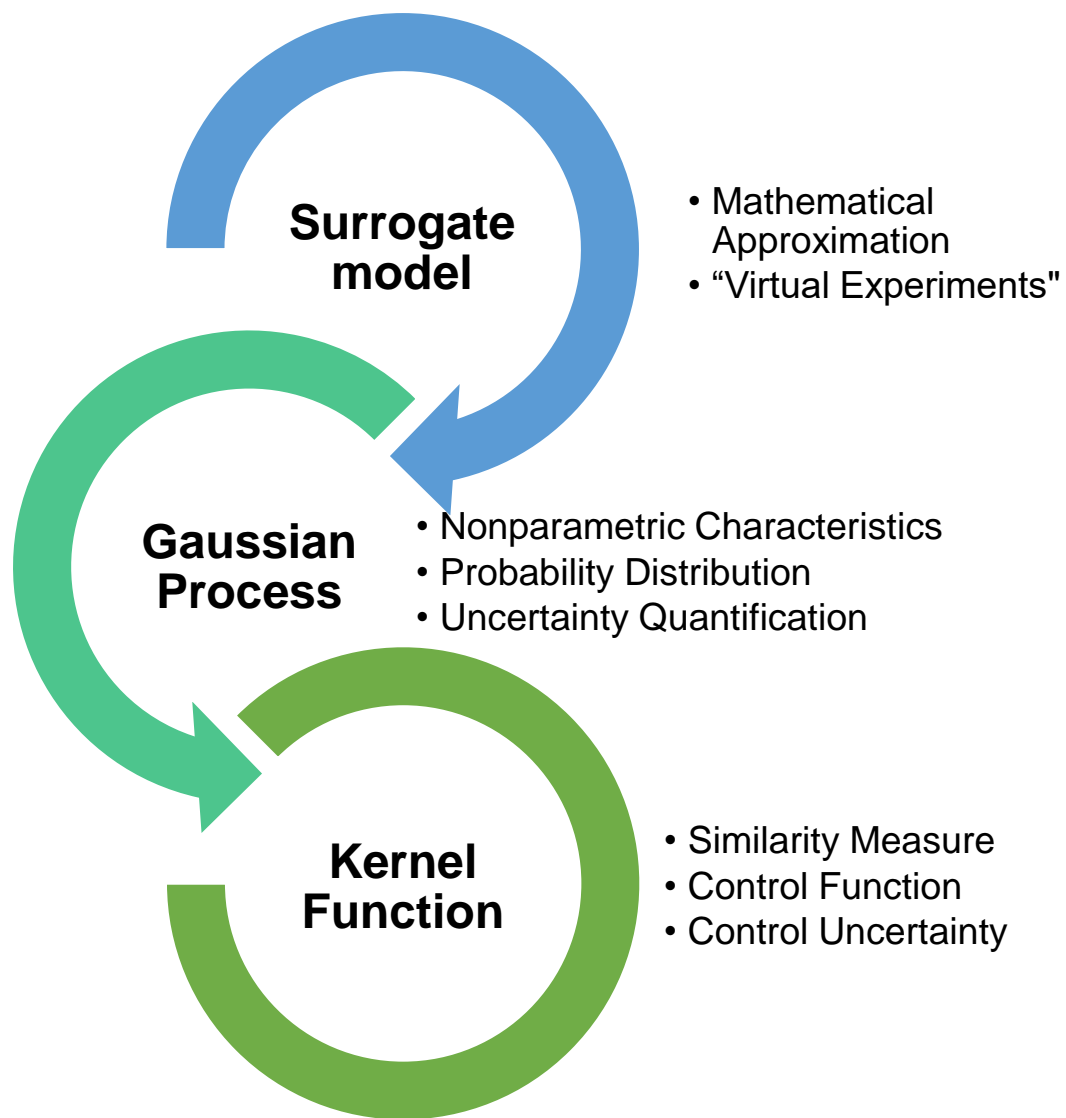 Surrogate
model
• Mathematical
Approximation
• “Virtual Experiments"
Gaussian
Process
• Nonparametric Characteristics
• Probability Distribution
• Uncertainty Quantification
Kernel
Function
• Similarity Measure
• Control Function
• Control Uncertainty